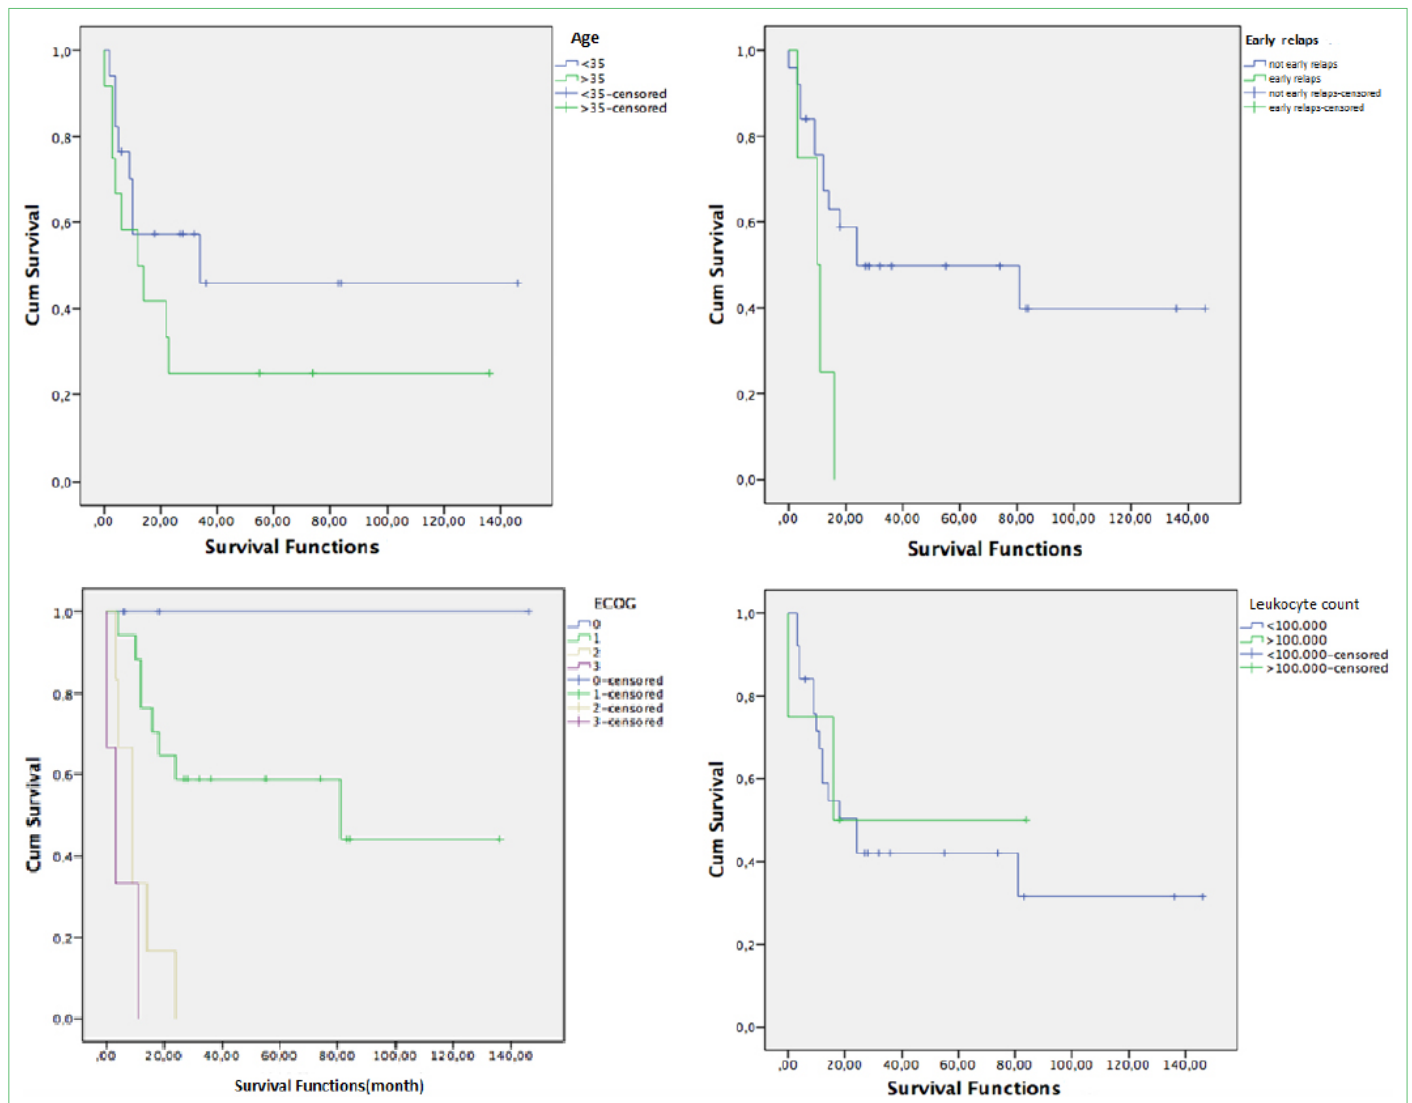 Age
<35
>35
<35-censored
>35-censored
1,0
0,8
0,6
0,4
0,2
0,0
Cum Survival
,00 20,00 40,00 60,00 80,00 100,00 120,00 140,00
Survival Functions
Early relaps .
not early relaps
early relaps
not early relaps-censored
early relaps-censored
1,0
0,8
0,6
0,4
0,2
0,0
Cum Survival
,00 20,00 40,00 60,00 80,00 100,00 120,00 140,00
Survival Functions
ECOG
0
1
2
3
0-censored
1-censored
2-censored
3-censored
1.0
0.8
0.6
0.4
0.2
0.0
Cum Survival
,00 20,00 40,00 60,00 80,00 100,00 120,00 140,00
Survival Functions(month)
Leukocyte count
<100.000
>100.000
<100.000-censored
>100.000-censored
1,0
0,8
0,6
0,4
0,2
0,0
Cum Survival
,00 20,00 40,00 60,00 80,00 100,00 120,00 140,00
Survival Functions